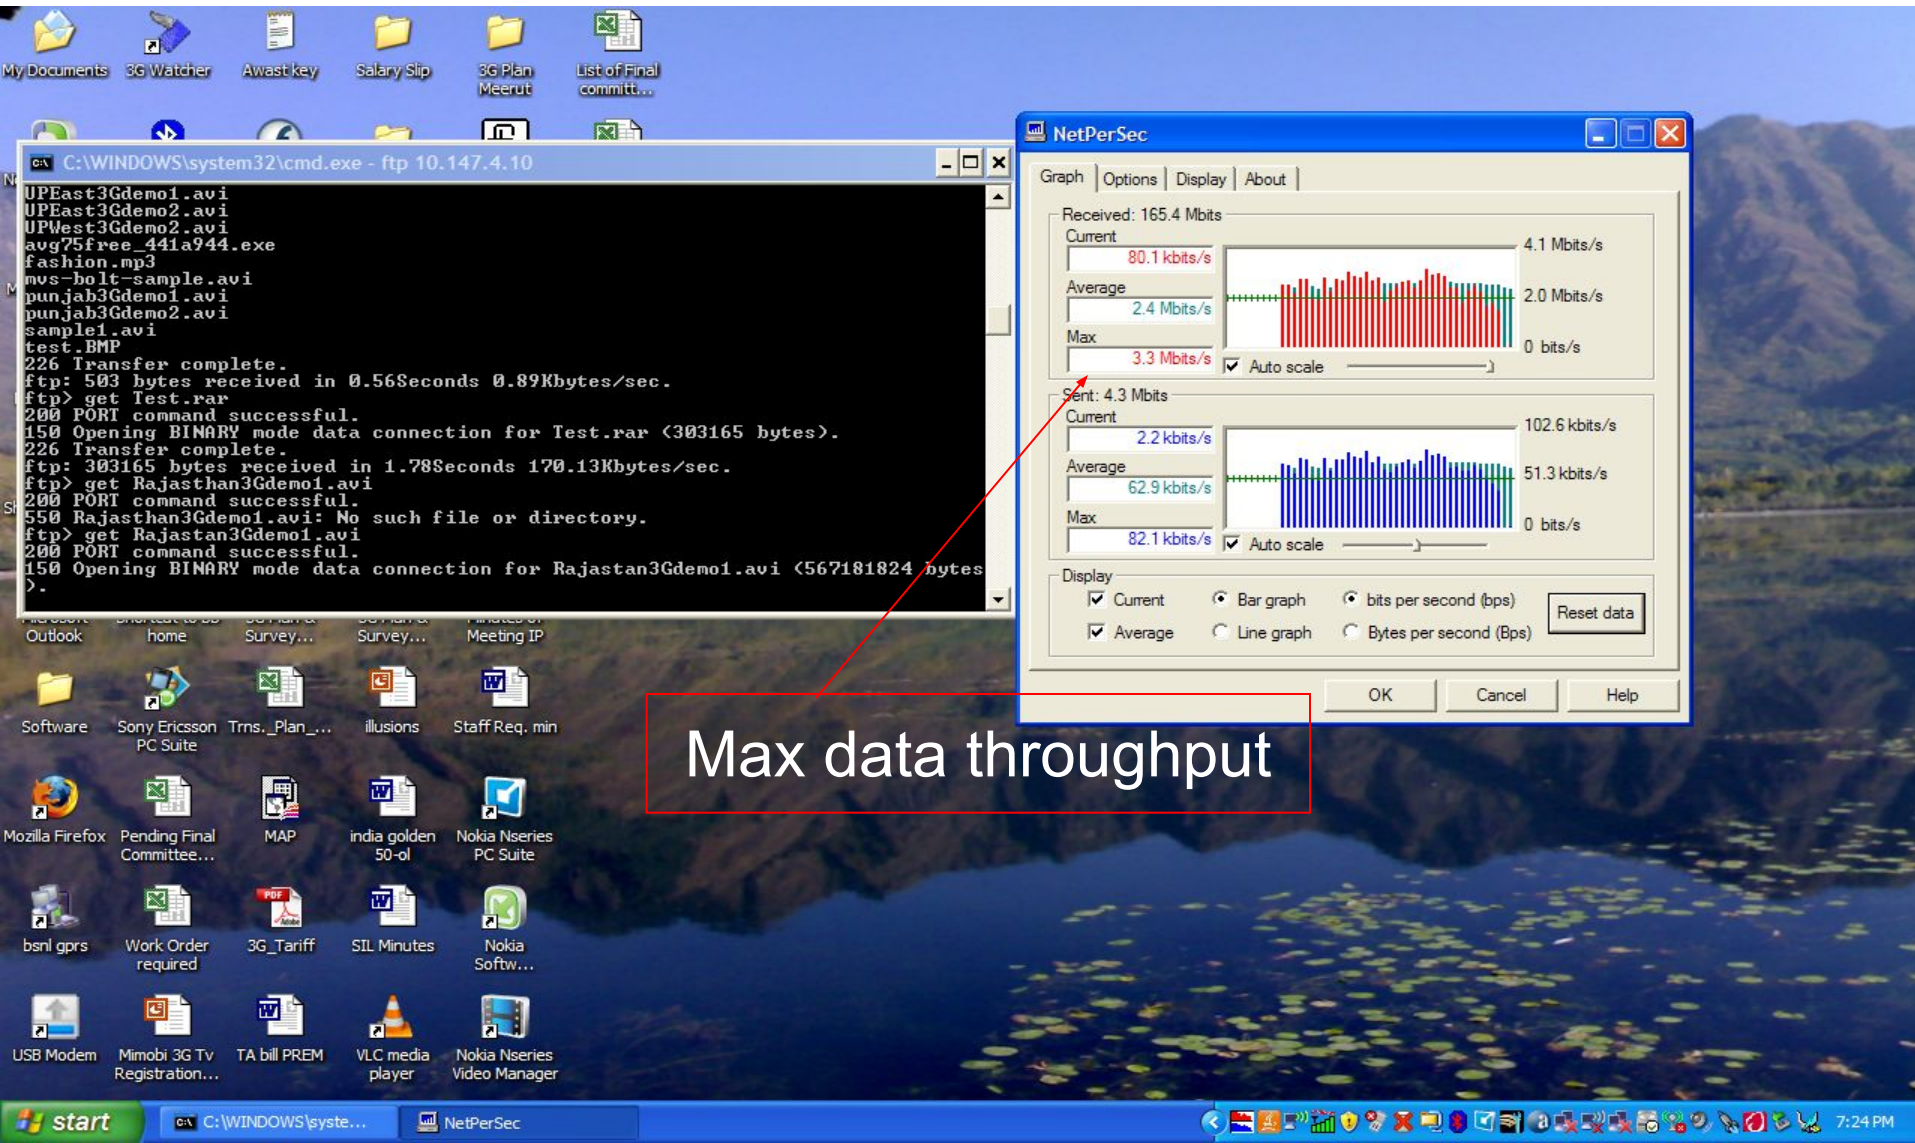 My Documents
3G Watcher
Awast key
Salary Slip
3G Plan
Meerut
List of Final
committ...
C:\WINDOWS\system32\cmd.exe - ftp 10.147.4.10
UPEast3Gdemo1.avi
UPEast3Gdemo2.avi
UPWest3Gdemo2.avi
avg75free_441a944.exe
fashion.mp3
mvs-bolt-sample.avi
punjab3Gdemo1.avi
punjab3Gdemo2.avi
sample1.avi
test.BMP
226 Transfer complete.
ftp: 503 bytes received in 0.56Seconds 0.89Kbytes/sec.
ftp> get Test.rar
200 PORT command successful.
150 Opening BINARY mode data connection for Test.rar (303165 bytes).
226 Transfer complete.
ftp: 303165 bytes received in 1.78Seconds 170.13Kbytes/sec.
ftp> get Rajasthan3Gdemo1.avi
200 PORT command successful.
550 Rajasthan3Gdemo1.avi: No such file or directory.
ftp> get Rajastan3Gdemo1.avi
200 PORT command successful.
150 Opening BINARY mode data connection for Rajastan3Gdemo1.avi (567181824 bytes
).
NetPerSec
Graph Options Display About
Received: 165.4 Mbits
Current
80.1 kbits/s
Average
2.4 Mbits/s
Max
3.3 Mbits/s
4.1 Mbits/s
2.0 Mbits/s
0 bits/s
Auto scale
Sent: 4.3 Mbits
Current
2.2 kbits/s
Average
62.9 kbits/s
Max
82.1 kbits/s
102.6 kbits/s
51.3 kbits/s
0 bits/s
Auto scale
Display
Current Bar graph bits per second (bps)
Average Line graph Bytes per second (Bps)
Reset data
OK Cancel Help
Max data throughput
Outlook
home
Survey...
Survey...
Meeting IP
Software
Sony Ericsson
PC Suite
Trns._Plan_...
illusions
Staff Req. min
Mozilla Firefox
Pending Final
Committee...
MAP
india golden
50-ol
Nokia Nseries
PC Suite
bsnl gprs
Work Order
required
PDF
Adobe
3G_Tariff
SIL Minutes
Nokia
Softw...
USB Modem
Mimobi 3G Tv
Registration...
TA bill PREM
VLC media
player
Nokia Nseries
Video Manager
start
C:\WINDOWS\syste...
NetPerSec
7:24 PM